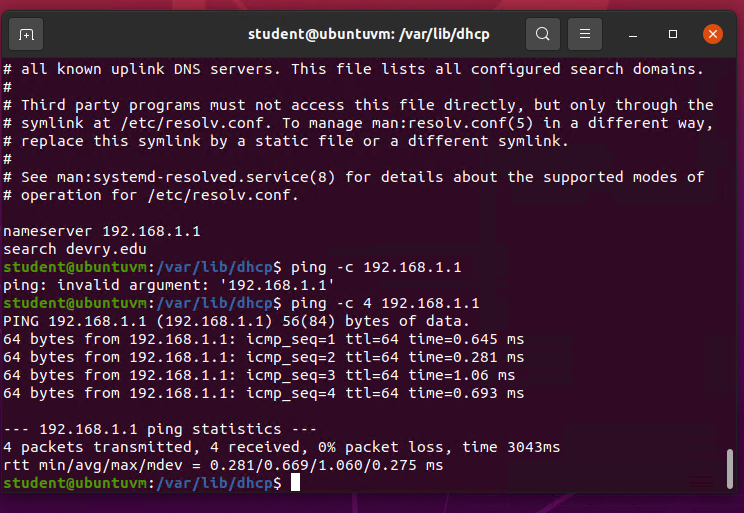 student@ubuntuvm: /var/lib/dhcp
# all known uplink DNS servers. This file lists all configured search domains.
#
# Third party programs must not access this file directly, but only through the
# symlink at /etc/resolv.conf. To manage man:resolv.conf(5) in a different way,
# replace this symlink by a static file or a different symlink.
#
# See man:systemd-resolved.service(8) for details about the supported modes of
# operation for /etc/resolv.conf.

nameserver 192.168.1.1
search devry.edu
student@ubuntuvm:/var/lib/dhcp$ ping -c 192.168.1.1
ping: invalid argument: '192.168.1.1'
student@ubuntuvm:/var/lib/dhcp$ ping -c 4 192.168.1.1
PING 192.168.1.1 (192.168.1.1) 56(84) bytes of data.
64 bytes from 192.168.1.1: icmp_seq=1 ttl=64 time=0.645 ms
64 bytes from 192.168.1.1: icmp_seq=2 ttl=64 time=0.281 ms
64 bytes from 192.168.1.1: icmp_seq=3 ttl=64 time=1.06 ms
64 bytes from 192.168.1.1: icmp_seq=4 ttl=64 time=0.693 ms

--- 192.168.1.1 ping statistics ---
4 packets transmitted, 4 received, 0% packet loss, time 3043ms
rtt min/avg/max/mdev = 0.281/0.669/1.060/0.275 ms
student@ubuntuvm:/var/lib/dhcp$